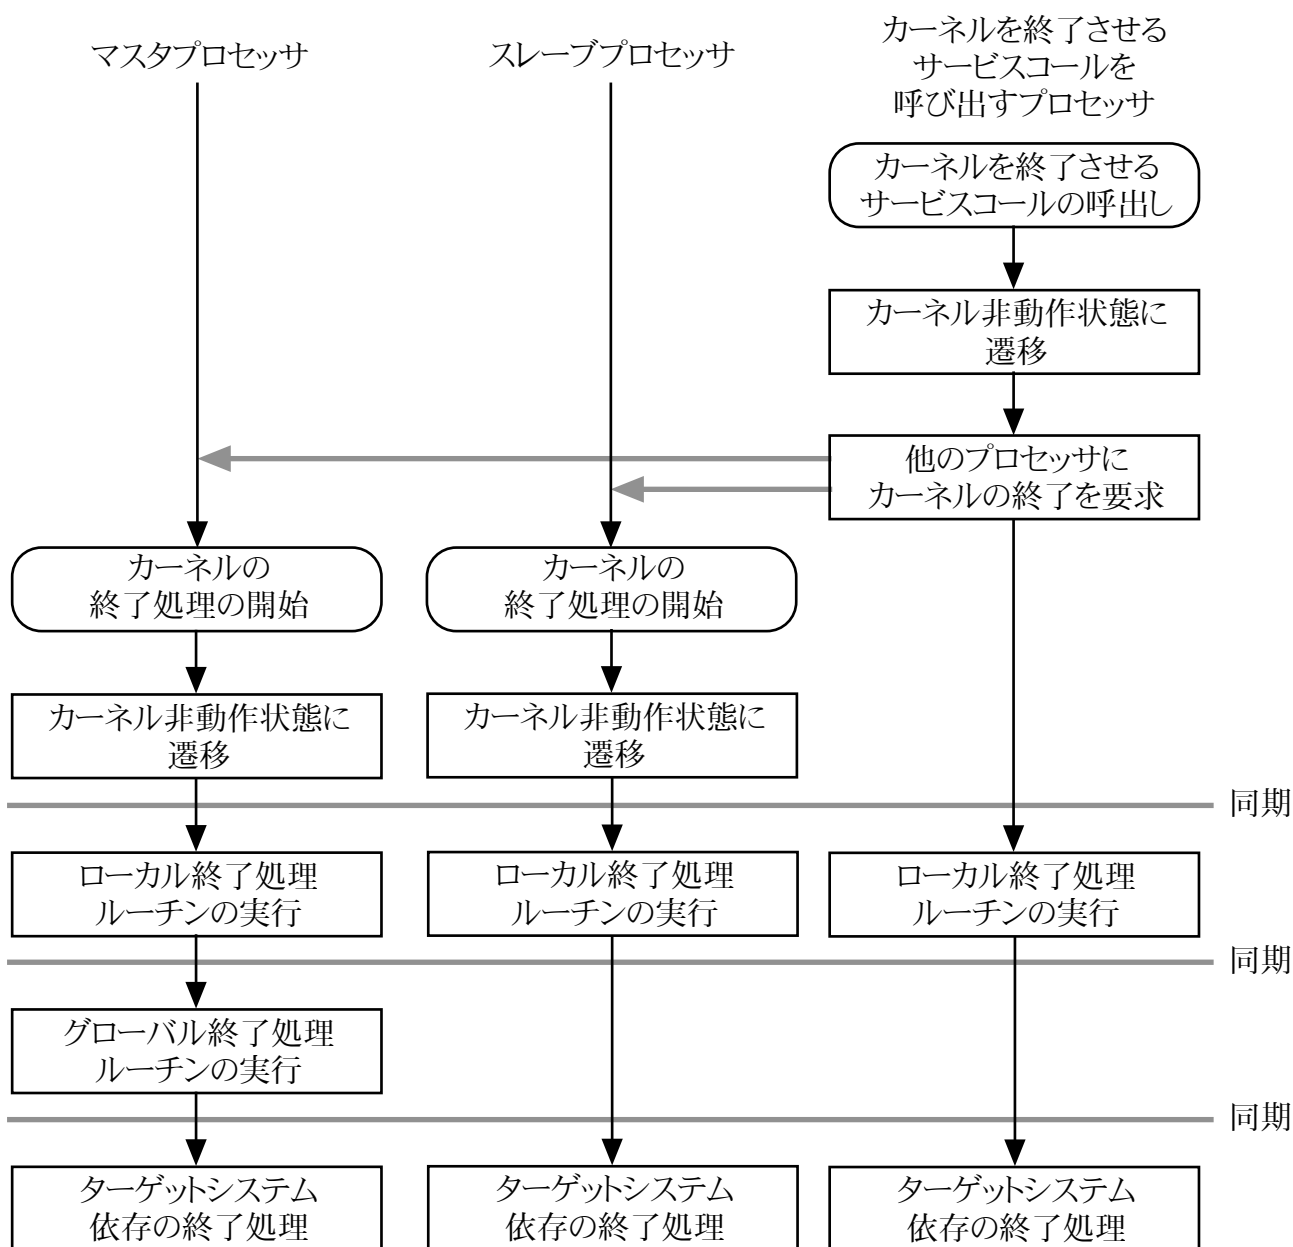 マスタプロセッサ
スレーブプロセッサ
カーネルを終了させる
サービスコールを
呼び出すプロセッサ
カーネルを終了させる
サービスコールの呼出し
カーネル非動作状態に
遷移
他のプロセッサに
カーネルの終了を要求
カーネルの
終了処理の開始
カーネルの
終了処理の開始
カーネル非動作状態に
遷移
カーネル非動作状態に
遷移
同期
ローカル終了処理
ルーチンの実行
ローカル終了処理
ルーチンの実行
ローカル終了処理
ルーチンの実行
同期
グローバル終了処理
ルーチンの実行
同期
ターゲットシステム
依存の終了処理
ターゲットシステム
依存の終了処理
ターゲットシステム
依存の終了処理